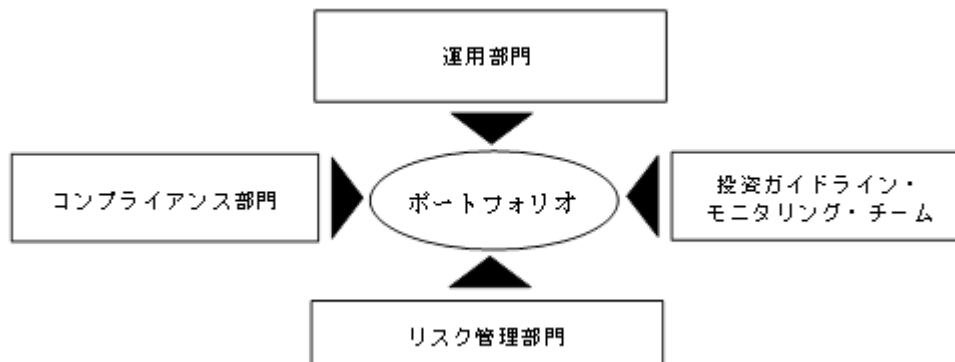 運用部門
コンプライアンス部門
ポートフォリオ
投資ガイドライン・
モニタリング・チーム
リスク管理部門